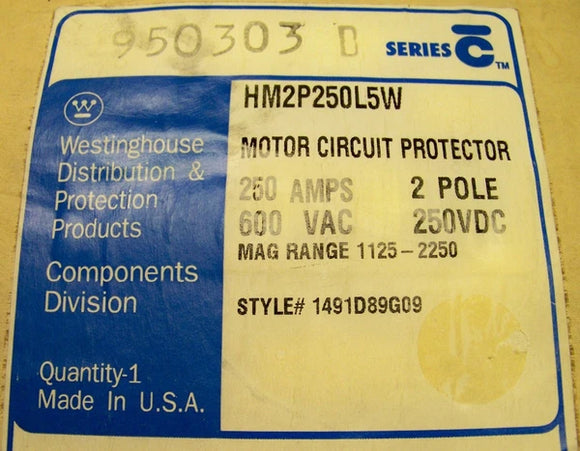 950303 D
SERIES C™
HM2P250L5W
Westinghouse
Distribution &
Protection
Products
Components
Division
Quantity-1
Made In U.S.A.
MOTOR CIRCUIT PROTECTOR
250 AMPS 2 POLE
600 VAC 250VDC
MAG RANGE 1125-2250
STYLE# 1491D89G09